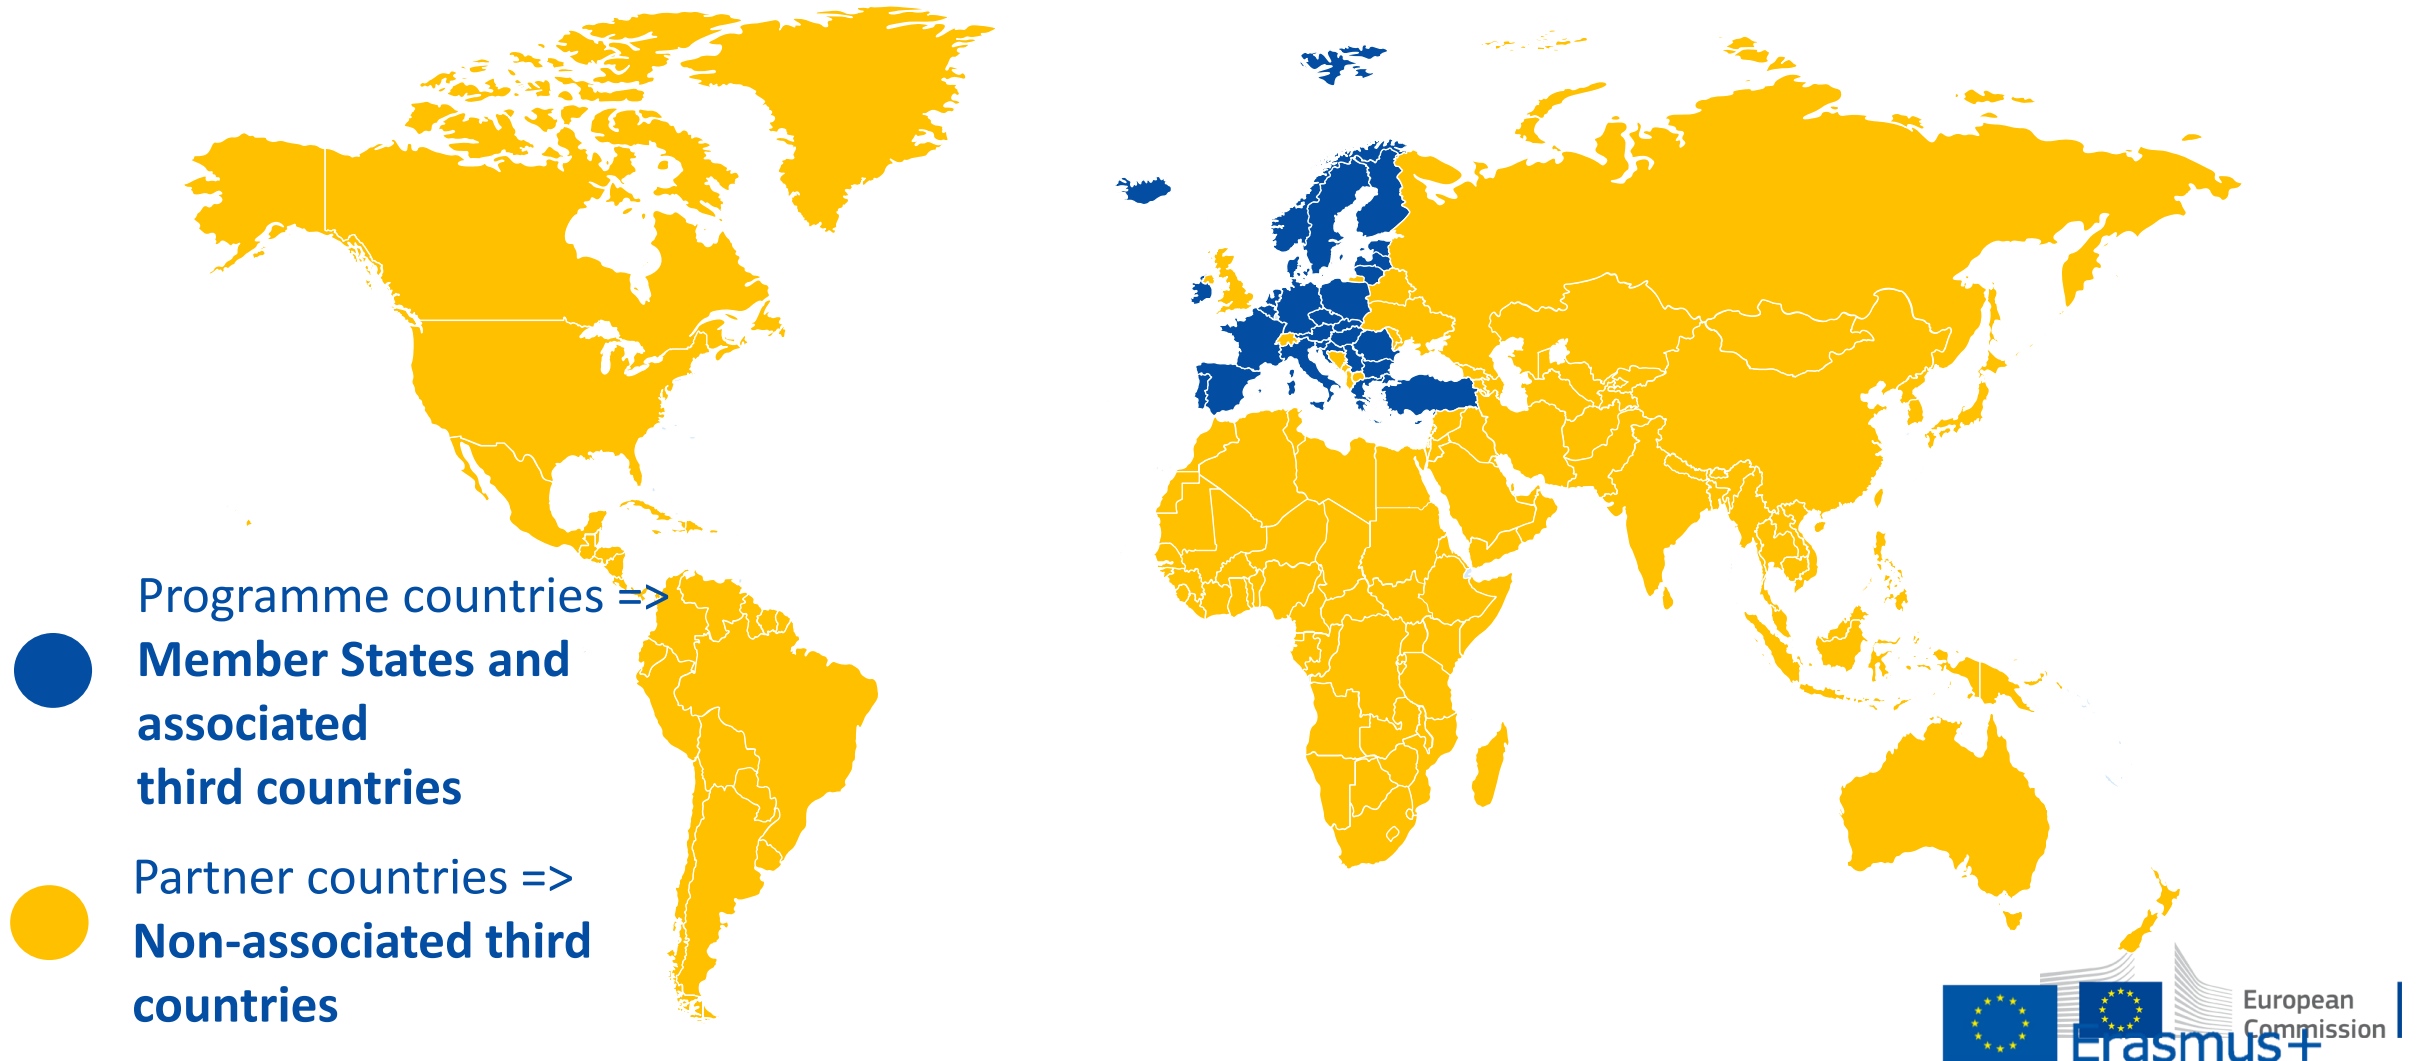 Programme countries =>
Member States and
associated
third countries
Partner countries =>
Non-associated third
countries
European
Commission
Erasmus+